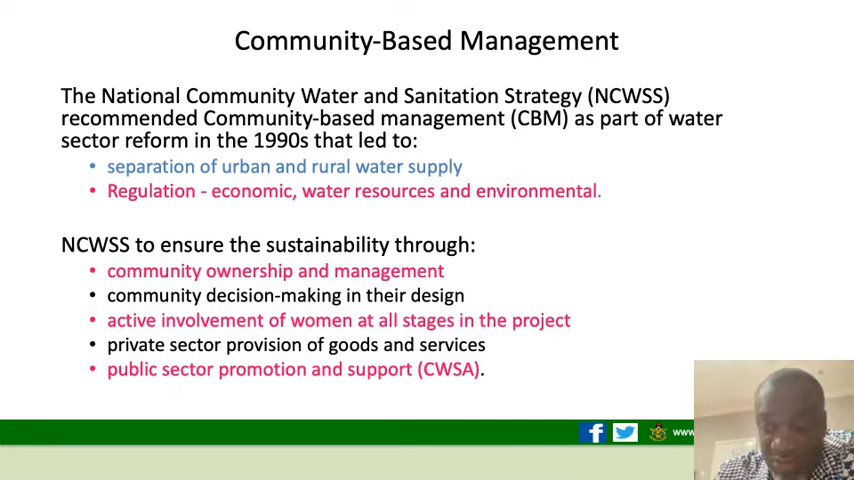 Community-Based Management
The National Community Water and Sanitation Strategy (NCWSS)
recommended Community-based management (CBM) as part of water
sector reform in the 1990s that led to:
• separation of urban and rural water supply
• Regulation - economic, water resources and environmental.
NCWSS to ensure the sustainability through:
• community ownership and management
• community decision-making in their design
• active involvement of women at all stages in the project
• private sector provision of goods and services
• public sector promotion and support (CWSA).
www